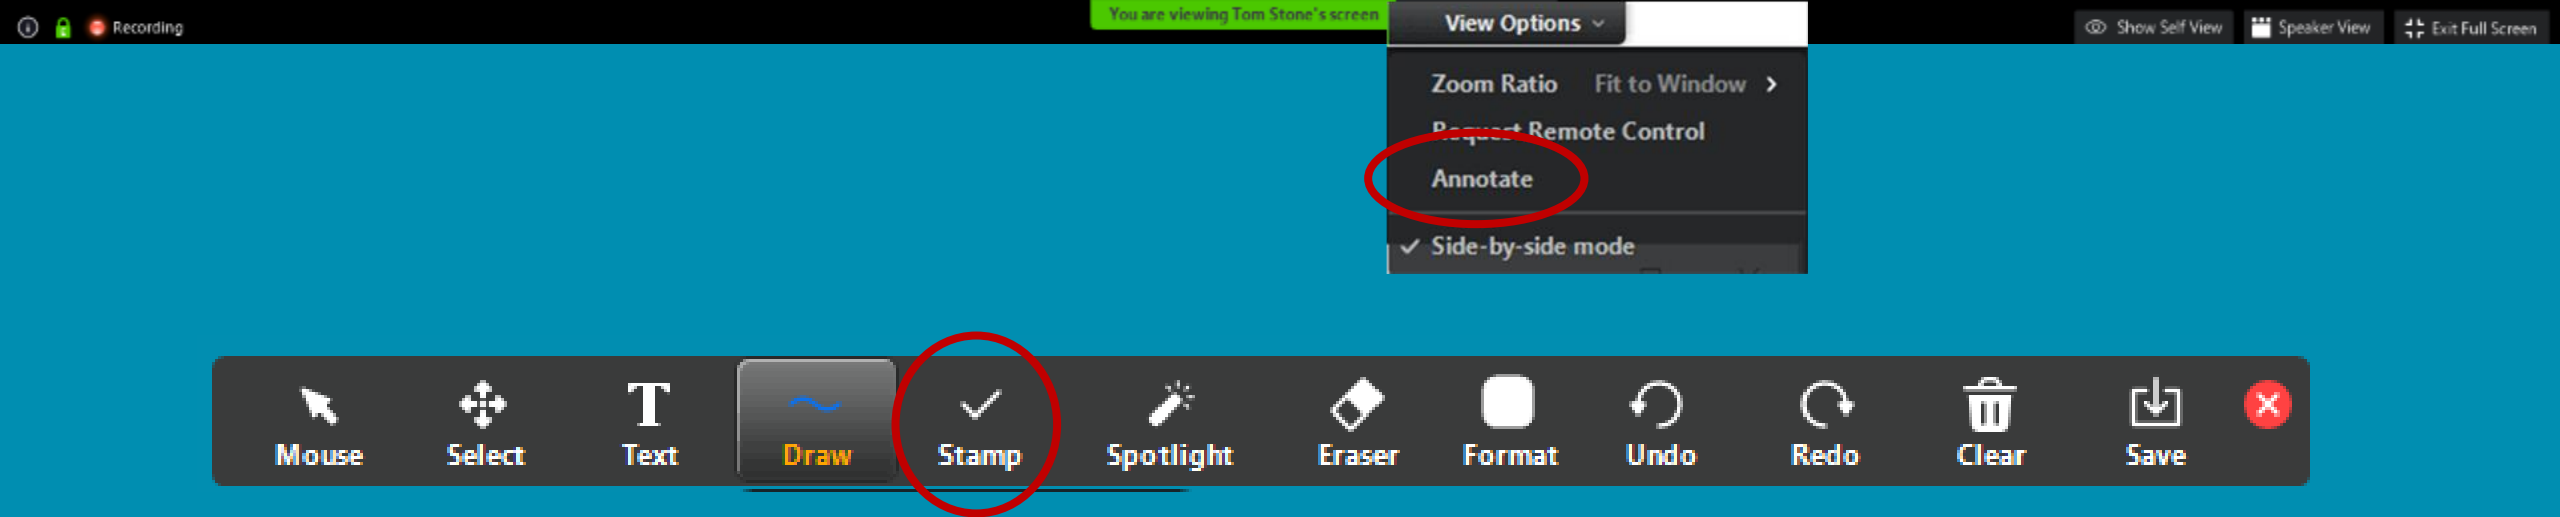 Recording
You are viewing Tom Stone's screen
View Options
Show Self View
Speaker View
Exit Full Screen
Zoom Ratio Fit to Window
Request Remote Control
Annotate
Side-by-side mode
Mouse Select Text Draw Stamp Spotlight Eraser Format Undo Redo Clear Save